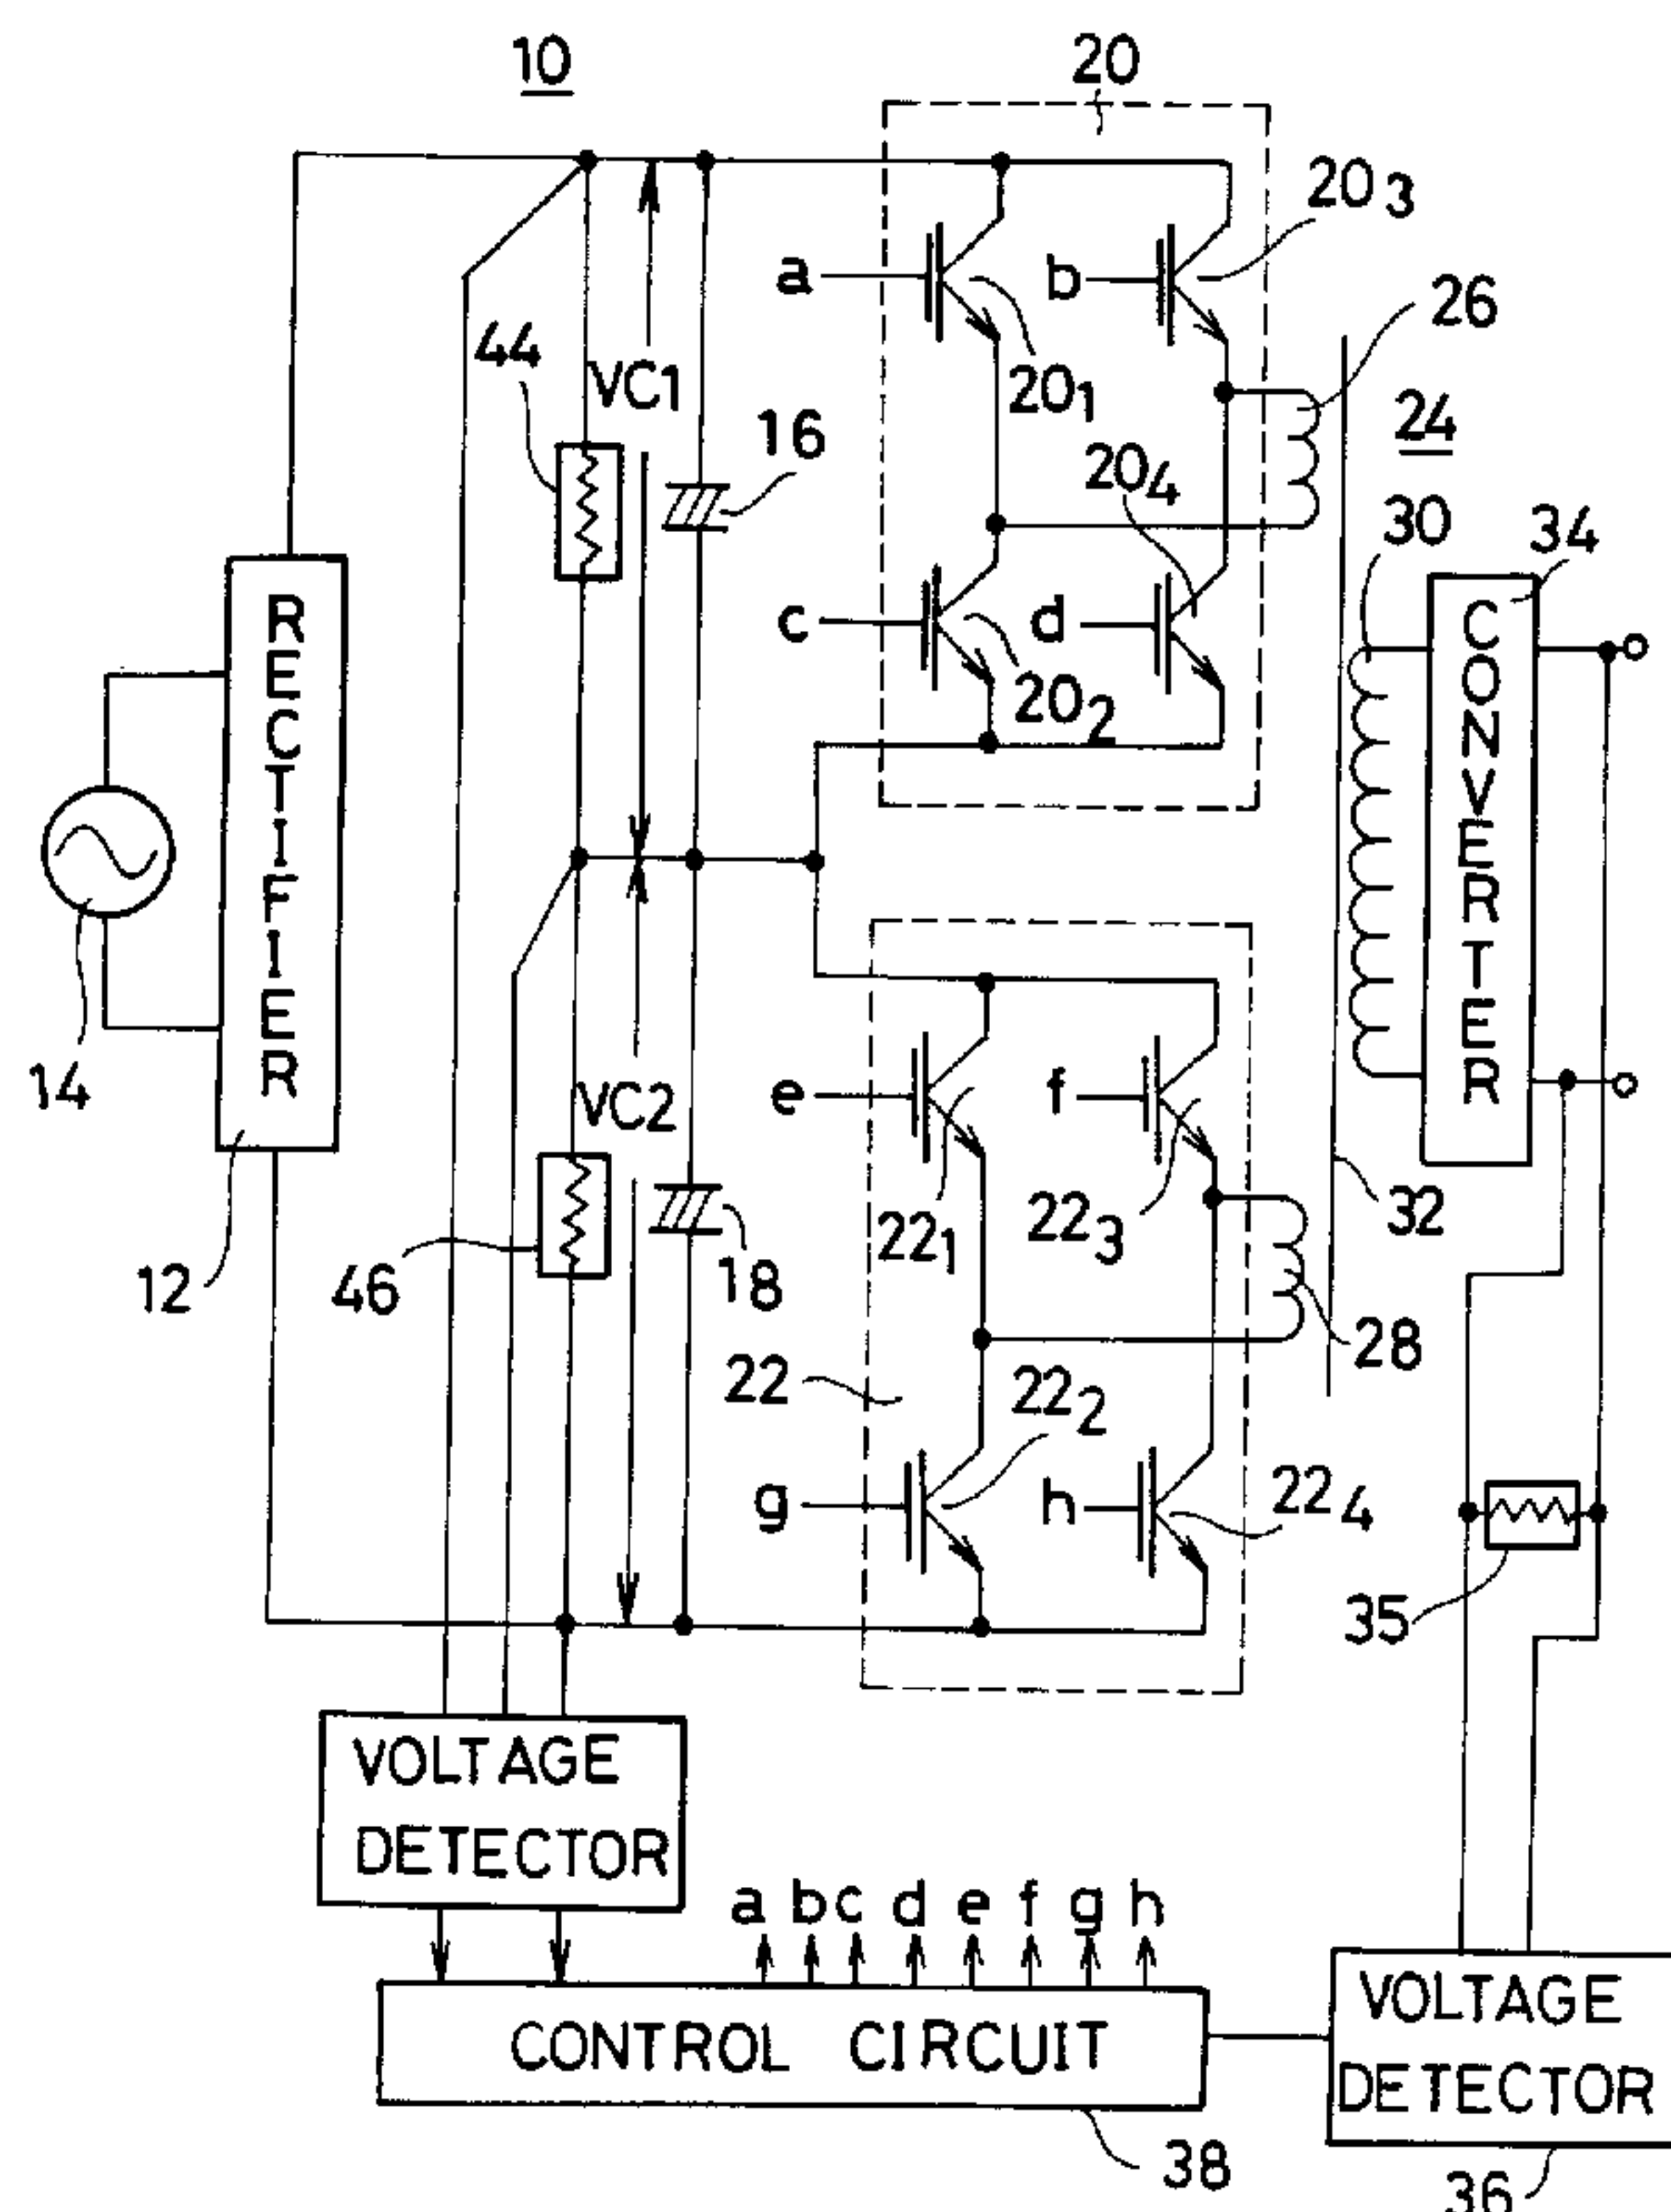 10
20
20 3
a
b
26
44
VC1
20 1
24
16
20 4
30
34
RECTIFIER
CONVERTER
c
d
20 2
14
e
f
VC2
22 1
22 3
32
12
46
18
28
22
22 2
g
h
22 4
35
VOLTAGE
DETECTOR
a b c d e f g h
VOLTAGE
DETECTOR
CONTROL CIRCUIT
38
36